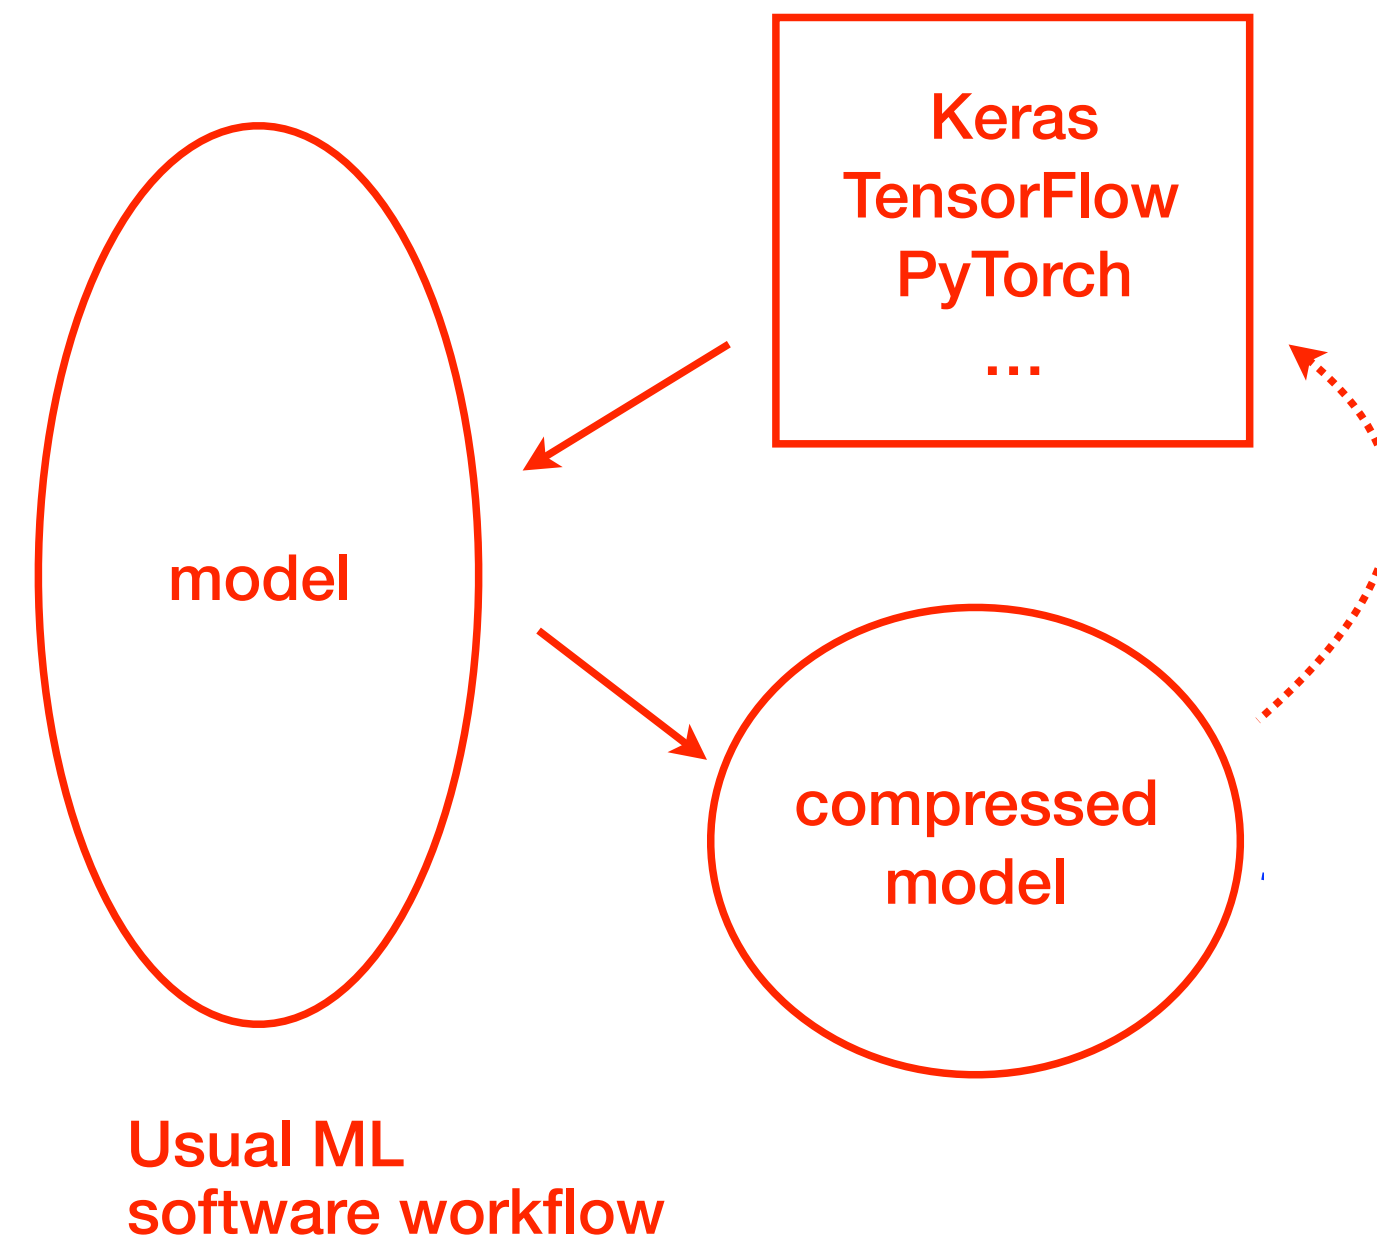 Keras
TensorFlow
PyTorch
...
model
compressed
model
Usual ML
software workflow